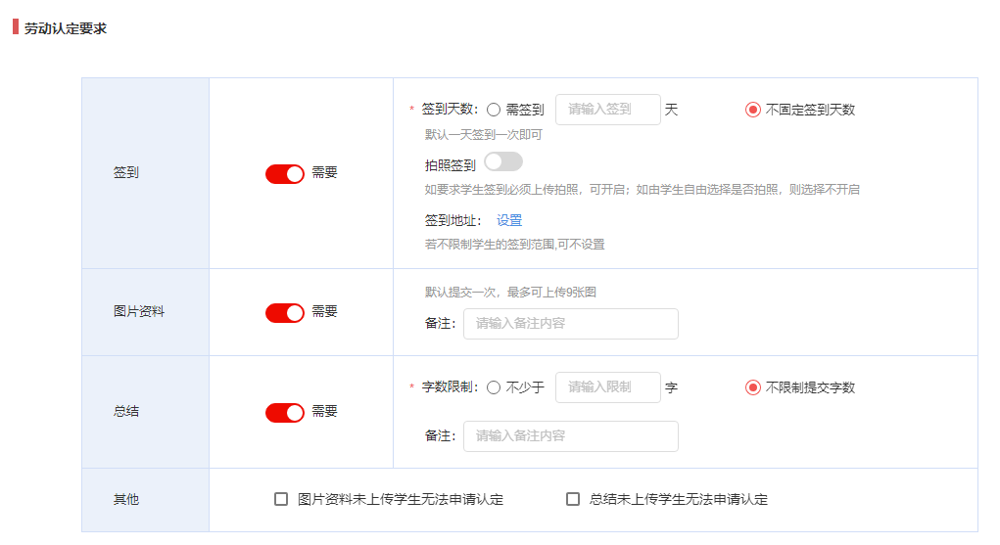 劳动认定要求
* 签到天数: 需签到 请输入签到 天 不固定签到天数
默认一天签到一次即可
签到 需要 拍照签到
如要求学生签到必须上传拍照，可开启；如由学生自由选择是否拍照，则选择不开启
签到地址： 设置
若不限制学生的签到范围,可不设置
默认提交一次，最多可上传9张图
图片资料 需要
备注： 请输入备注内容
* 字数限制: 不少于 请输入限制 字 不限制提交字数
总结 需要
备注： 请输入备注内容
其他 图片资料未上传学生无法申请认定 总结未上传学生无法申请认定